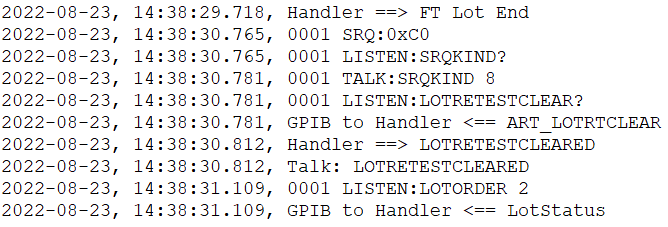 2022-08-23, 14:38:29.718, Handler ==> FT Lot End
2022-08-23, 14:38:30.765, 0001 SRQ:0xC0
2022-08-23, 14:38:30.765, 0001 LISTEN:SRQKIND?
2022-08-23, 14:38:30.781, 0001 TALK:SRQKIND 8
2022-08-23, 14:38:30.781, 0001 LISTEN:LOTRETESTCLEAR?
2022-08-23, 14:38:30.781, GPIB to Handler <== ART_LOTRTCLEAR
2022-08-23, 14:38:30.812, Handler ==> LOTRETESTCLEARED
2022-08-23, 14:38:30.812, Talk: LOTRETESTCLEARED
2022-08-23, 14:38:31.109, 0001 LISTEN:LOTORDER 2
2022-08-23, 14:38:31.109, GPIB to Handler <== LotStatus